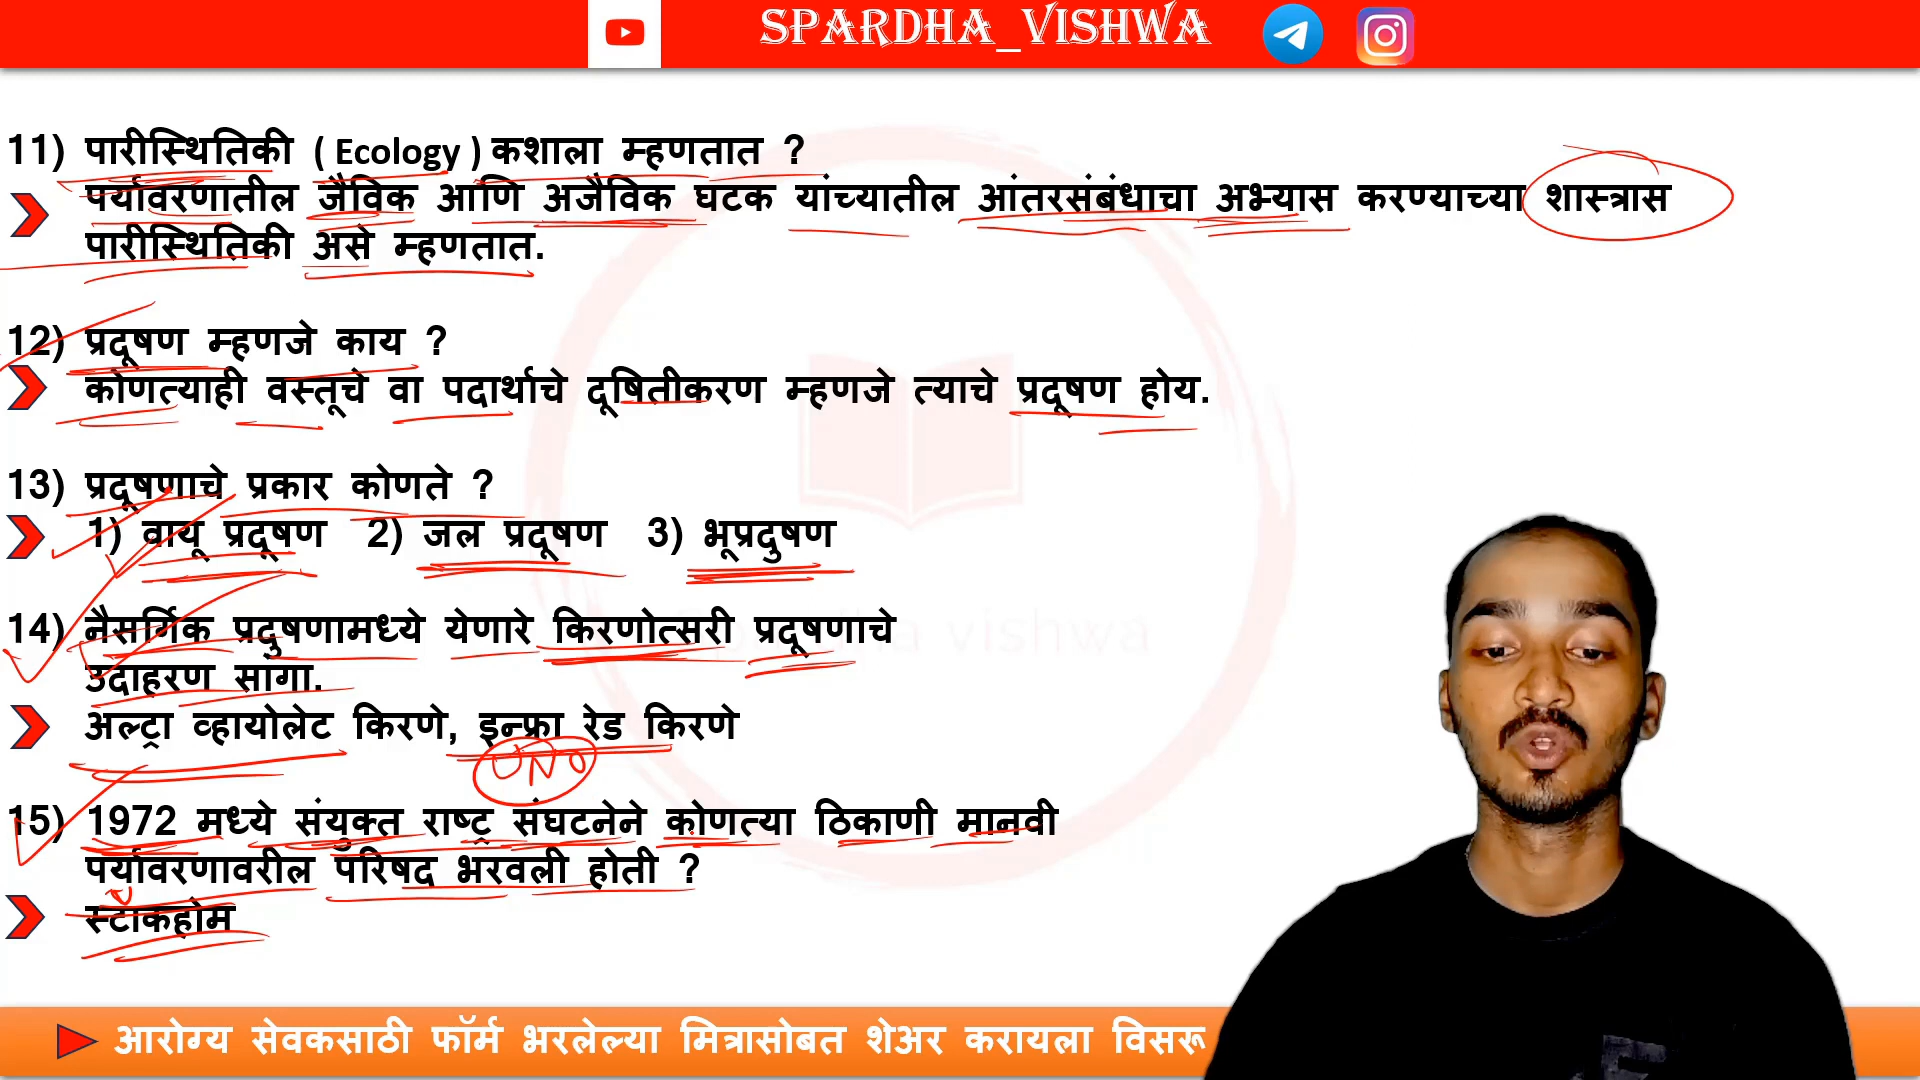 SPARDHA_VISHWA
11) पारीस्थितिकी ( Ecology ) कशाला म्हणतात ?
पर्यावरणातील जैविक आणि अजैविक घटक यांच्यातील आंतरसंबंधाचा अभ्यास करण्याच्या शास्त्रास
पारीस्थितिकी असे म्हणतात.
12) प्रदूषण म्हणजे काय ?
कोणत्याही वस्तूचे वा पदार्थाचे दूषितीकरण म्हणजे त्याचे प्रदूषण होय.
13) प्रदूषणाचे प्रकार कोणते ?
1) वायू प्रदूषण 2) जल प्रदूषण 3) भूप्रदुषण
14) नैसर्गिक प्रदुषणामध्ये येणारे किरणोत्सरी प्रदूषणाचे
उदाहरण सांगा.
अल्ट्रा व्हायोलेट किरणे, इन्फ्रा रेड किरणे
UNO
15) 1972 मध्ये संयुक्त राष्ट्र संघटनेने कोणत्या ठिकाणी मानवी
पर्यावरणावरील परिषद भरवली होती ?
स्टॉकहोम
आरोग्य सेवकसाठी फॉर्म भरलेल्या मित्रासोबत शेअर करायला विसरू